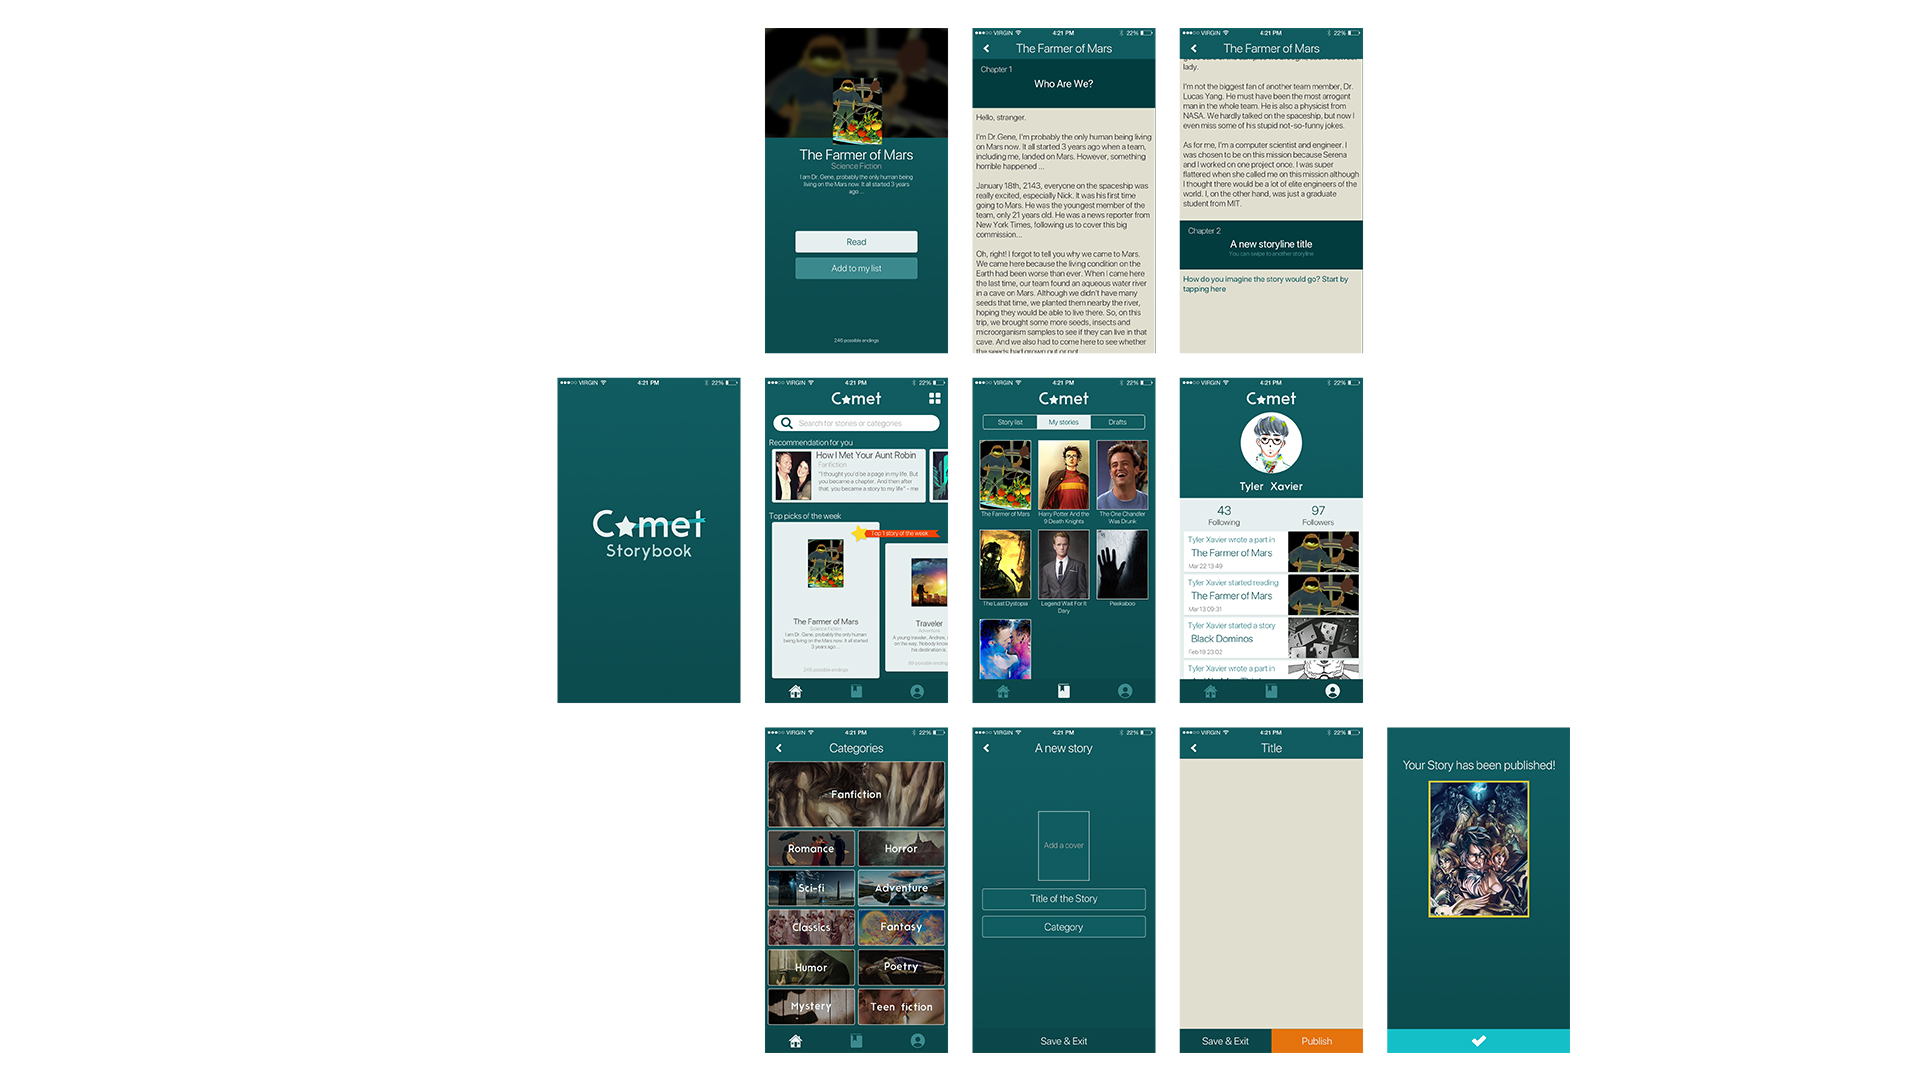 The Farmer of Mars
Science Fiction
I am Dr. Gene, probably the only human being
living on the Mars now. It all started 3 years
ago ...
Read
Add to my list
246 possible endings
VIRGIN 4:21 PM 22%
The Farmer of Mars
Chapter 1
Who Are We?
Hello, stranger.
I'm Dr.Gene, I'm probably the only human being living
on Mars now. It all started 3 years ago when a team,
including me, landed on Mars. However, something
horrible happened ...
January 18th, 2143, everyone on the spaceship was
really excited, especially Nick. It was his first time
going to Mars. He was the youngest member of the
team, only 21 years old. He was a news reporter from
New York Times, following us to cover this big
commission...
Oh, right! I forgot to tell you why we came to Mars.
We came here because the living condition on the
Earth had been worse than ever. When I came here
the last time, our team found an aqueous water river
in a cave on Mars. Although we didn't have many
seeds that time, we planted them nearby the river,
hoping they would be able to live there. So, on this
trip, we brought some more seeds, insects and
microorganism samples to see if they can live in that
cave. And we also had to come here to see whether
the seeds had grown out or not.
VIRGIN 4:21 PM 22%
The Farmer of Mars
lady.
I'm not the biggest fan of another team member, Dr.
Lucas Yang. He must have been the most arrogant
man in the whole team. He is also a physicist from
NASA. We hardly talked on the spaceship, but now I
even miss some of his stupid not-so-funny jokes.
As for me, I'm a computer scientist and engineer. I
was chosen to be on this mission because Serena
and I worked on one project once. I was super
flattered when she called me on this mission although
I thought there would be a lot of elite engineers of the
world. I, on the other hand, was just a graduate
student from MIT.
Chapter 2
A new storyline title
You can swipe to another storyline
How do you imagine the story would go? Start by
tapping here
VIRGIN 4:21 PM 22%
Comet
Storybook
VIRGIN 4:21 PM 22%
Comet
Search for stories or categories
Recommendation for you
How I Met Your Aunt Robin
Fanfiction
"I thought you'd be a page in my life. But
you became a chapter. And then after
that, you became a story to my life" - me
Top picks of the week
Top 1 story of the week
The Farmer of Mars
Science Fiction
I am Dr. Gene, probably the only human
being living on the Mars now. It all started
3 years ago ...
246 possible endings
Traveler
Adventure
A young traveler, Andrew,
on the way. Nobody know
his destination is
possible ending
VIRGIN 4:21 PM 22%
Comet
Story list
My stories
Drafts
The Farmer of Mars
Harry Potter And the
9 Death Knights
The One Chandler
Was Drunk
The Last Dystopia
Legend Wait For It
Dary
Peekaboo
VIRGIN 4:21 PM 22%
Comet
Tyler Xavier
43
Following
97
Followers
Tyler Xavier wrote a part in
The Farmer of Mars
Mar 22 13:49
Tyler Xavier started reading
The Farmer of Mars
Mar 13 09:31
Tyler Xavier started a story
Black Dominos
Feb 19 23:02
Tyler Xavier wrote a part in
VIRGIN 4:21 PM 22%
Categories
Fanfiction
Romance
Horror
Sci-fi
Adventure
Classics
Fantasy
Humor
Poetry
Mystery
Teen fiction
VIRGIN 4:21 PM 22%
A new story
Add a cover
Title of the Story
Category
Save & Exit
VIRGIN 4:21 PM 22%
Title
Save & Exit
Publish
Your Story has been published!